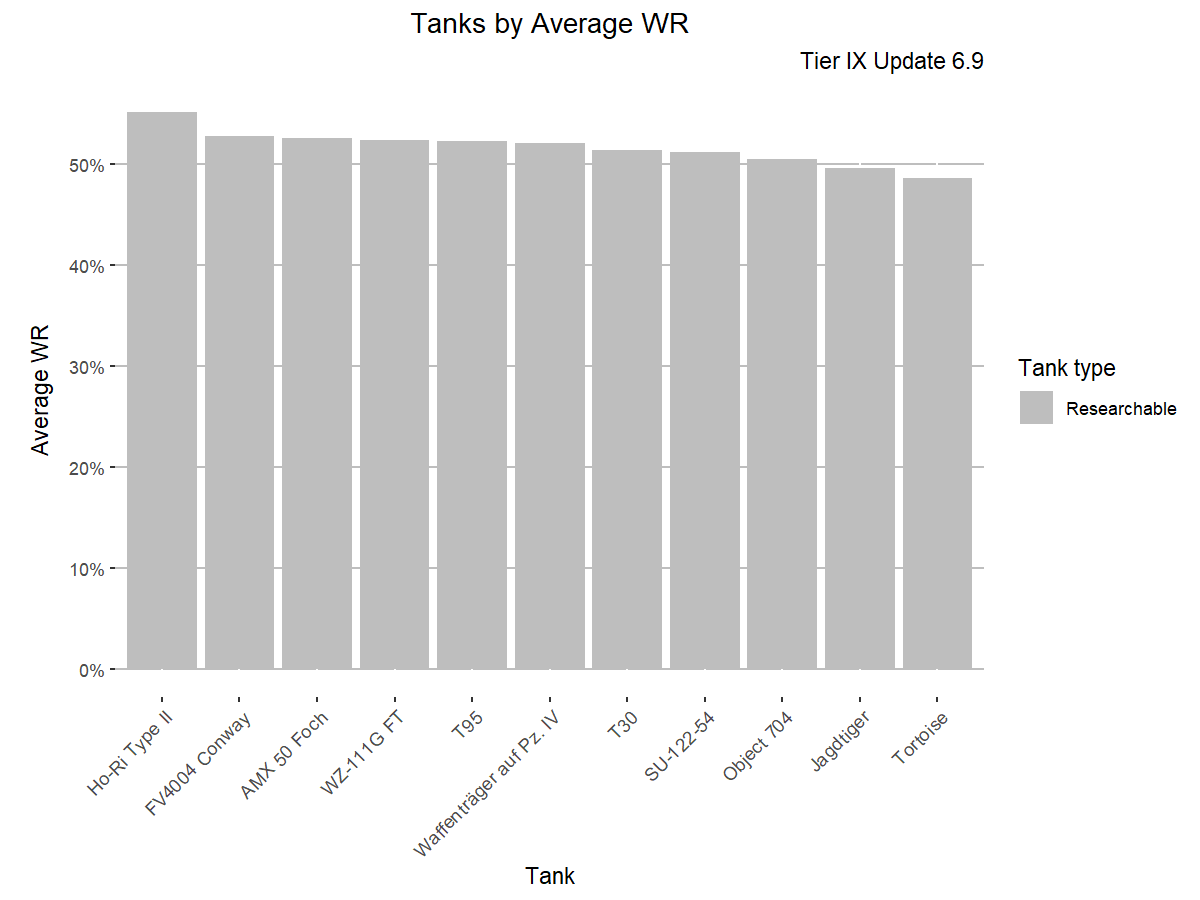 Tanks by Average WR
Tier IX Update 6.9
50%
40%
30%
20%
10%
0%
Average WR
Ho-Ri Type II
FV4004 Conway
AMX 50 Foch
WZ-111G FT
T95
Waffenträger auf Pz. IV
T30
SU-122-54
Object 704
Jagdtiger
Tortoise
Tank
Tank type
Researchable